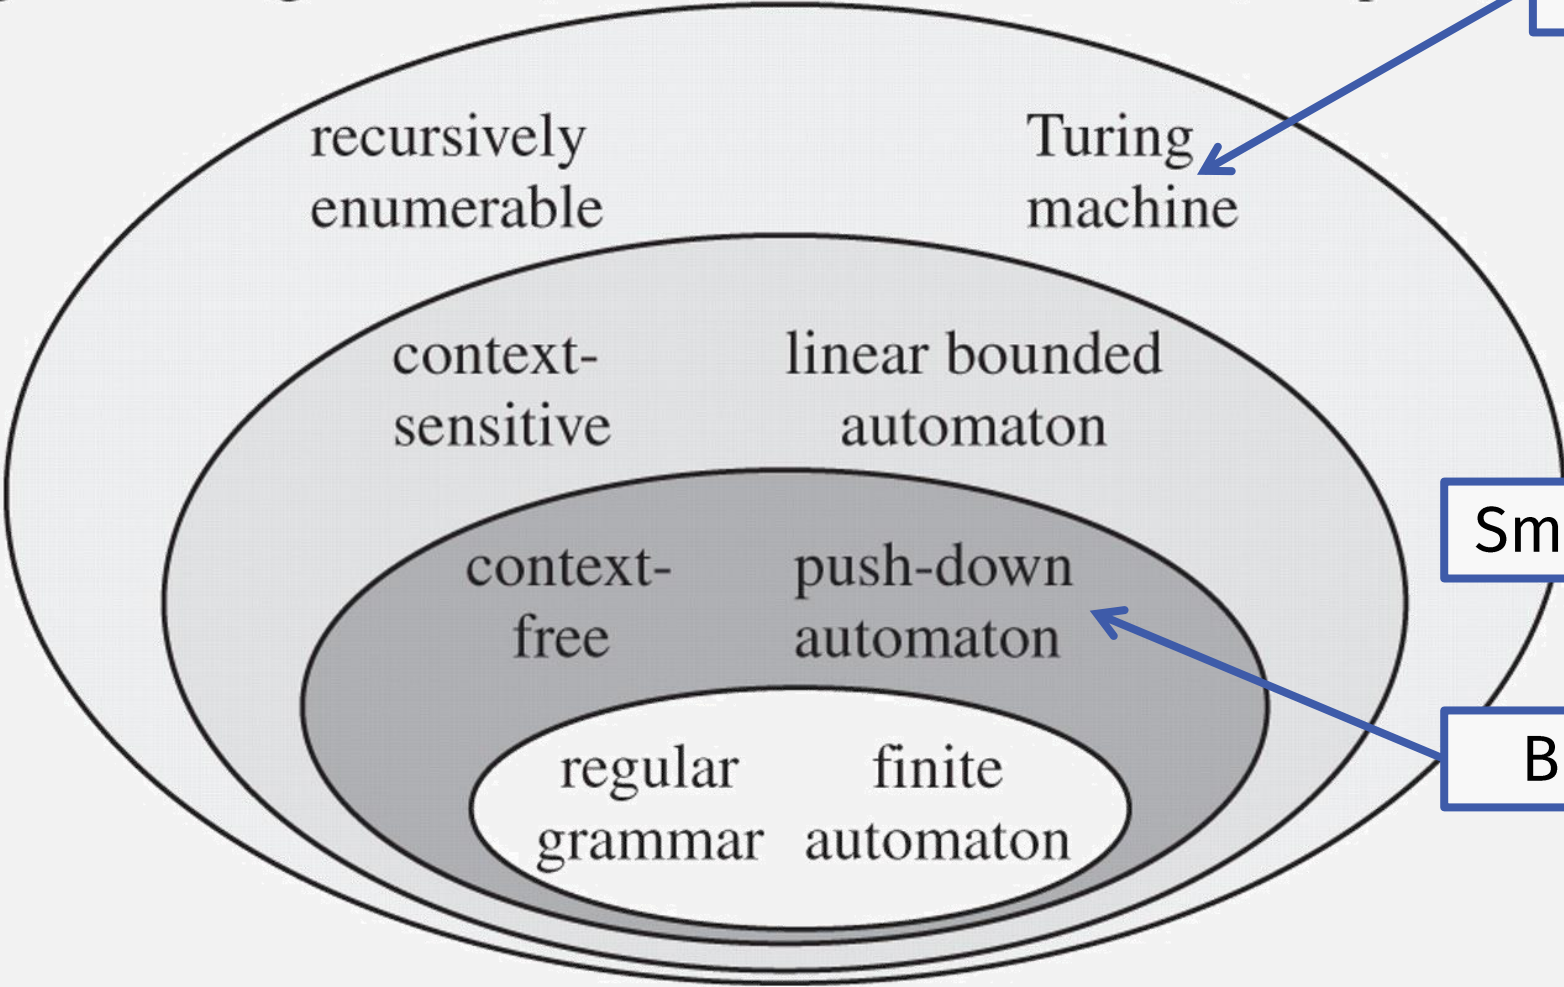 recursively
enumerable
Turing
machine
context-
sensitive
linear bounded
automaton
context-
free
push-down
automaton
Sm
B
regular
grammar
finite
automaton